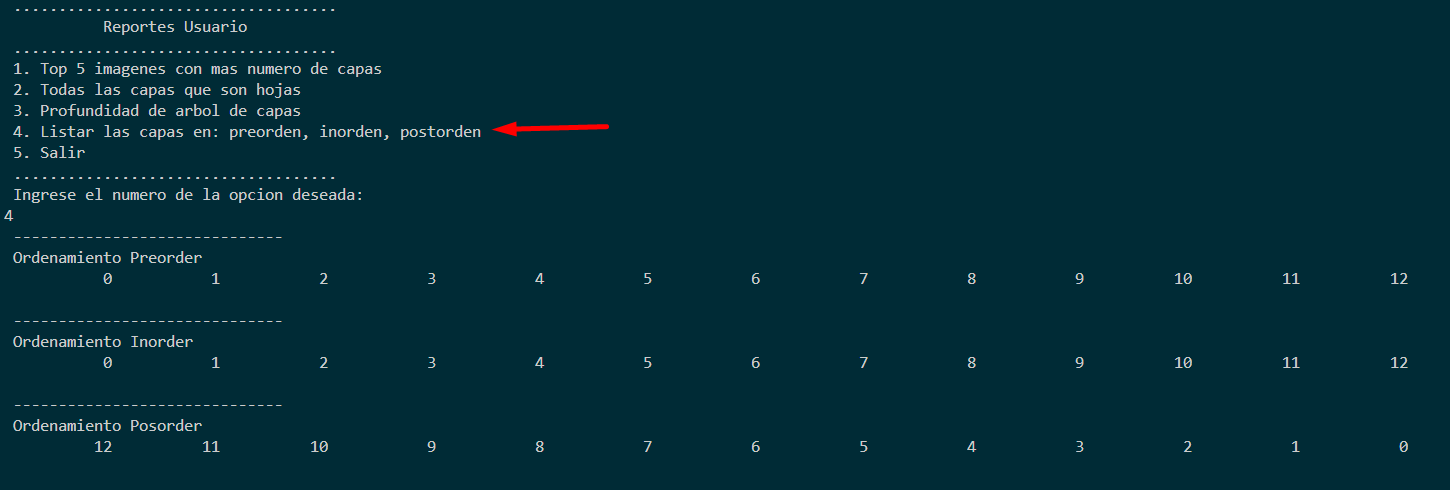 ....................................
Reportes Usuario
....................................
1. Top 5 imagenes con mas numero de capas
2. Todas las capas que son hojas
3. Profundidad de arbol de capas
4. Listar las capas en: preorden, inorden, postorden
5. Salir
....................................
Ingrese el numero de la opcion deseada:
4
------------------------------
Ordenamiento Preorder
0 1 2 3 4 5 6 7 8 9 10 11 12
------------------------------
Ordenamiento Inorder
0 1 2 3 4 5 6 7 8 9 10 11 12
------------------------------
Ordenamiento Posorder
12 11 10 9 8 7 6 5 4 3 2 1 0